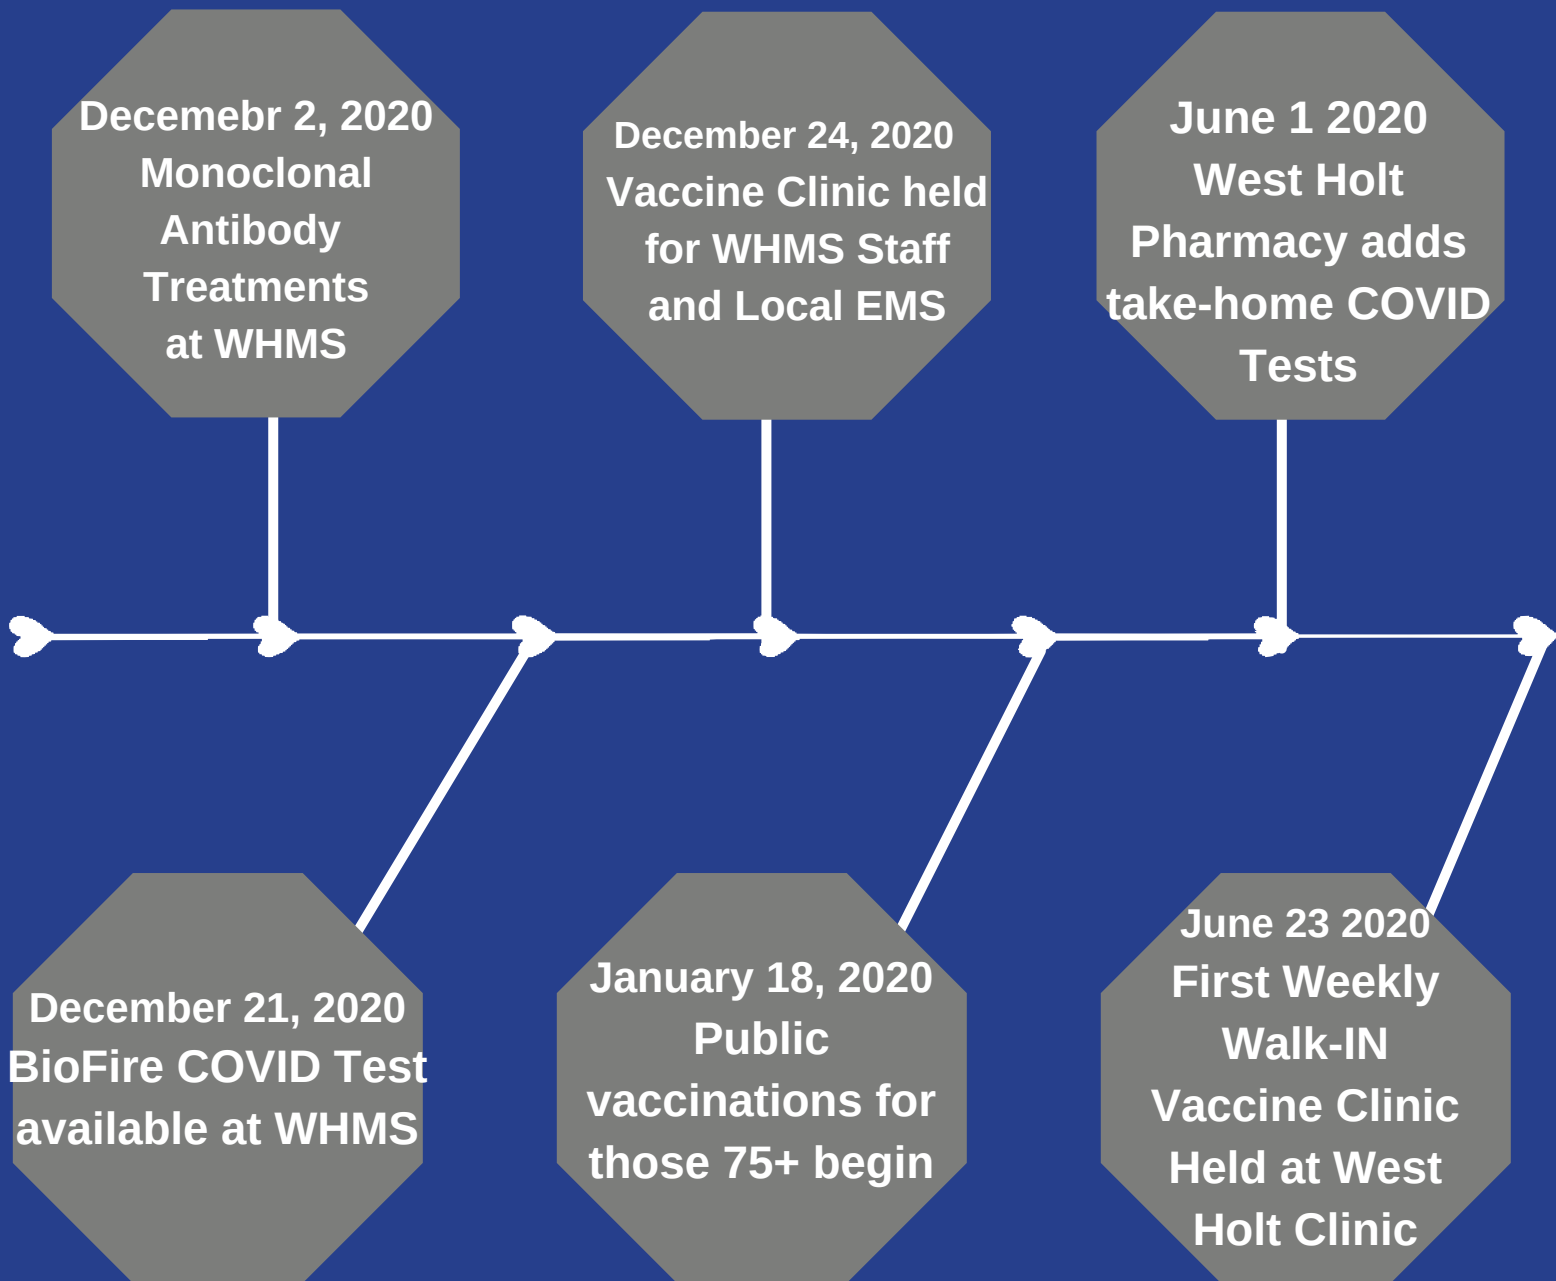 Decemebr 2, 2020
Monoclonal
Antibody
Treatments
at WHMS
December 24, 2020
Vaccine Clinic held
for WHMS Staff
and Local EMS
June 1 2020
West Holt
Pharmacy adds
take-home COVID
Tests
December 21, 2020
BioFire COVID Test
available at WHMS
January 18, 2020
Public
vaccinations for
those 75+ begin
June 23 2020
First Weekly
Walk-IN
Vaccine Clinic
Held at West
Holt Clinic